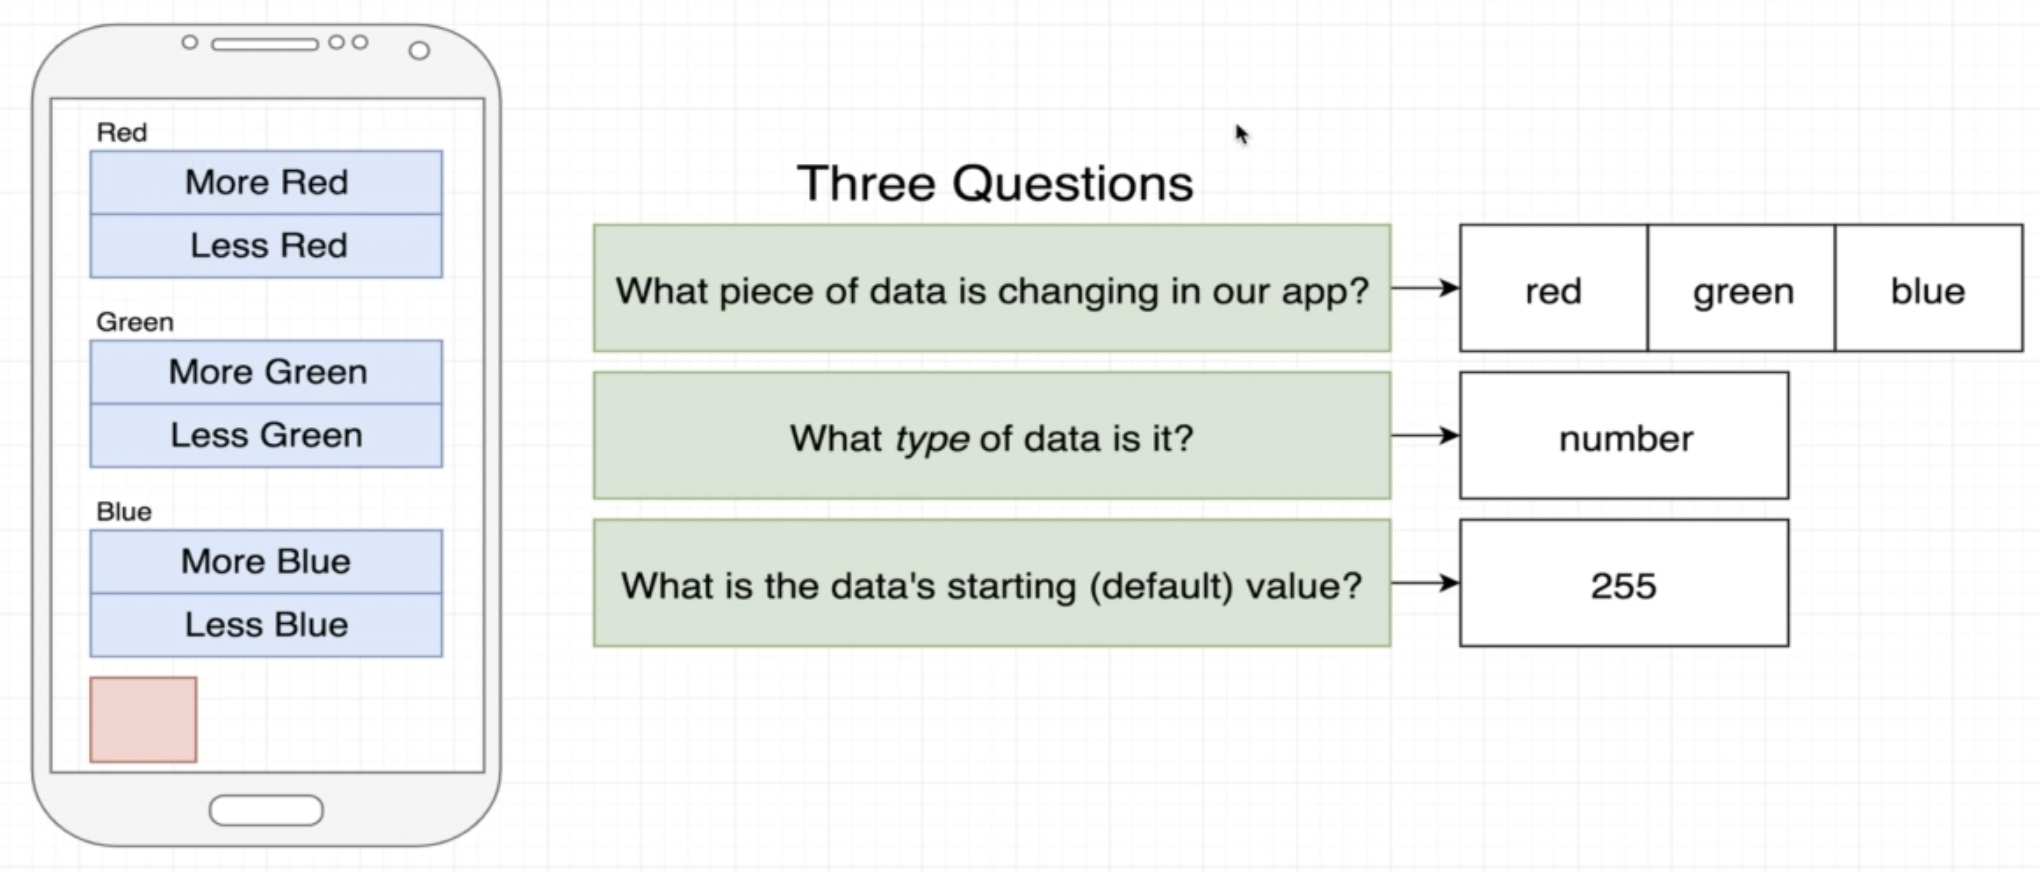 Red
More Red
Less Red
Green
More Green
Less Green
Blue
More Blue
Less Blue
Three Questions
What piece of data is changing in our app?
red
green
blue
What type of data is it?
number
What is the data's starting (default) value?
255